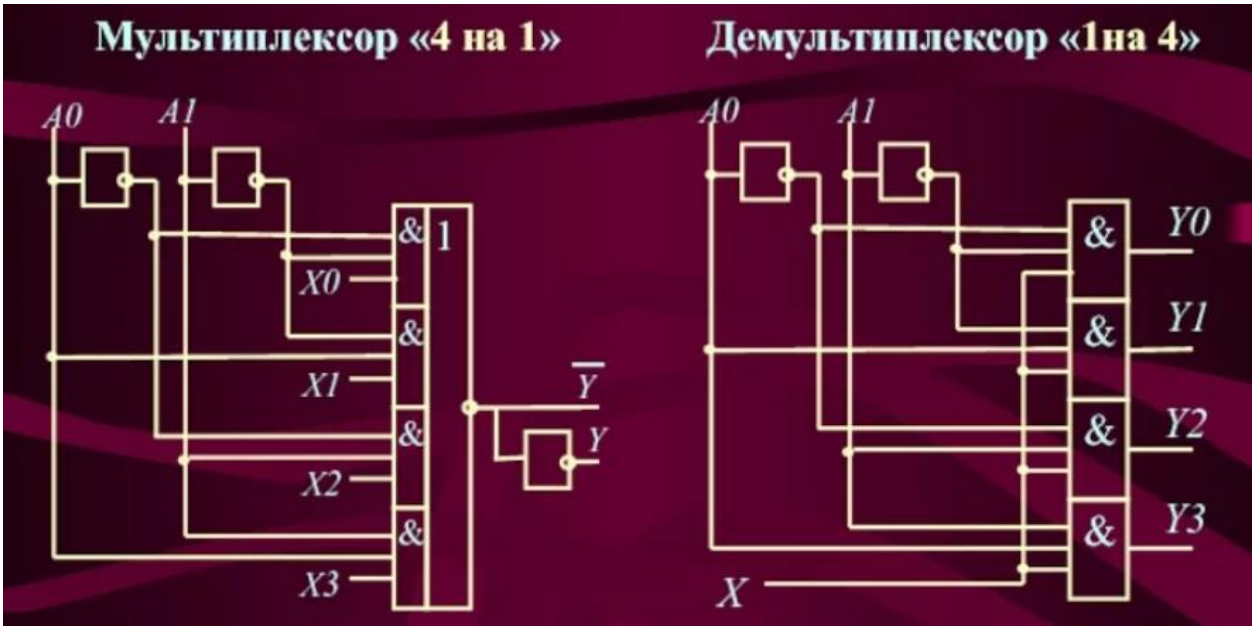 Мультиплексор «4 на 1»
A0
A1
&
1
X0
&
X1
&
X2
&
X3
Y̅
Y
Демультиплексор «1на 4»
A0
A1
&
Y0
&
Y1
&
Y2
&
Y3
X